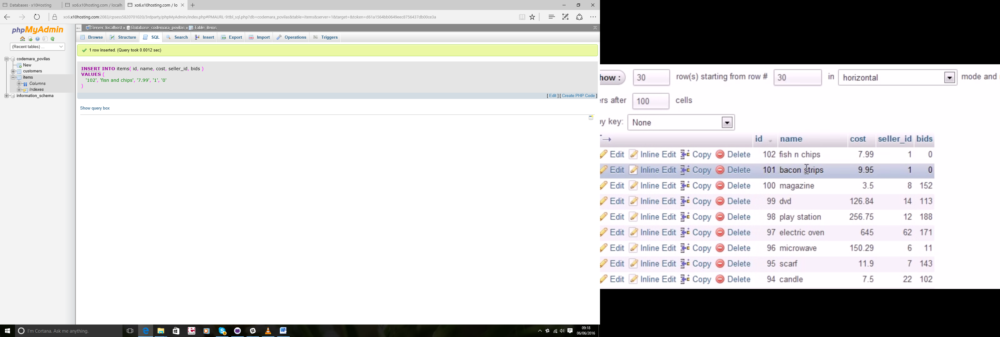 Databases - x10Hosting
xo6.x10hosting.com / localh
xo6.x10hosting.com / lo
xo6.x10hosting.com:2083/cpsess5820701020/3rdparty/phpMyAdmin/index.php#PMAURL-9:tbl_sql.php?db=codemara_povilas&table=items&server=1&target=&token=d61a1564bb0649eec8756437db00ce3a
phpMyAdmin
(Recent tables) ...
codemara_povilas
New
customers
items
Columns
Indexes
information_schema
Server: localhost » Database: codemara_povilas » Table: items
Browse Structure SQL Search Insert Export Import Operations Triggers
1 row inserted. (Query took 0.0012 sec)
INSERT INTO items( id, name, cost, seller_id, bids )
VALUES (
'102', 'fisn and chips', '7.99', '1', '0'
)
[ Edit ] [ Create PHP Code ]
Show query box
how : 30 row(s) starting from row # 30 in horizontal mode and
ers after 100 cells
by key: None
id name cost seller_id bids
Edit Inline Edit Copy Delete 102 fish n chips 7.99 1 0
Edit Inline Edit Copy Delete 101 bacon strips 9.95 1 0
Edit Inline Edit Copy Delete 100 magazine 3.5 8 152
Edit Inline Edit Copy Delete 99 dvd 126.84 14 113
Edit Inline Edit Copy Delete 98 play station 256.75 12 188
Edit Inline Edit Copy Delete 97 electric oven 645 62 171
Edit Inline Edit Copy Delete 96 microwave 150.29 6 11
Edit Inline Edit Copy Delete 95 scarf 11.9 7 143
Edit Inline Edit Copy Delete 94 candle 7.5 22 102
I'm Cortana. Ask me anything.
09:18
06/06/2016